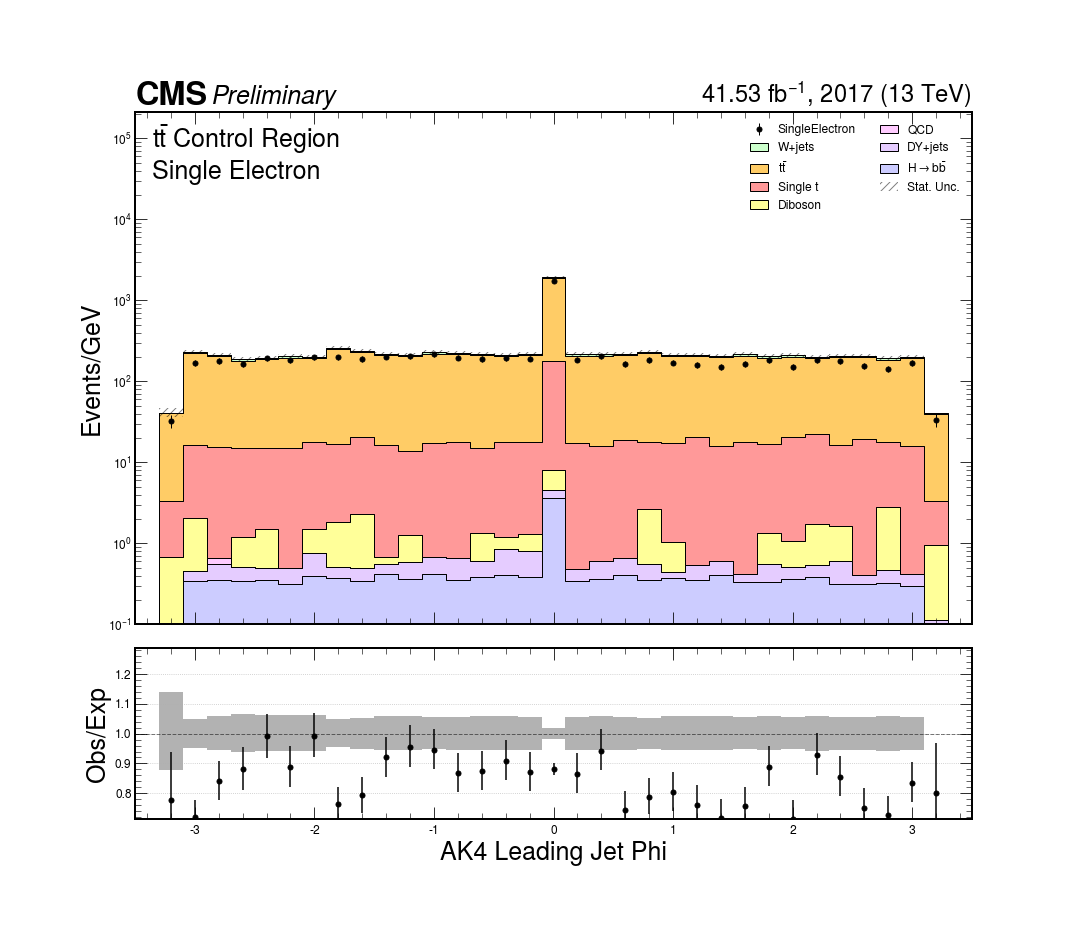 CMS Preliminary 41.53 fb⁻¹, 2017 (13 TeV)
tt̄ Control Region
Single Electron
SingleElectron
W+jets
tt̄
Single t
Diboson
QCD
DY+jets
H→bb̄
Stat. Unc.
Events/GeV
10⁵
10⁴
10³
10²
10¹
10⁰
10⁻¹
Obs/Exp
1.2
1.1
1.0
0.9
0.8
-3 -2 -1 0 1 2 3
AK4 Leading Jet Phi